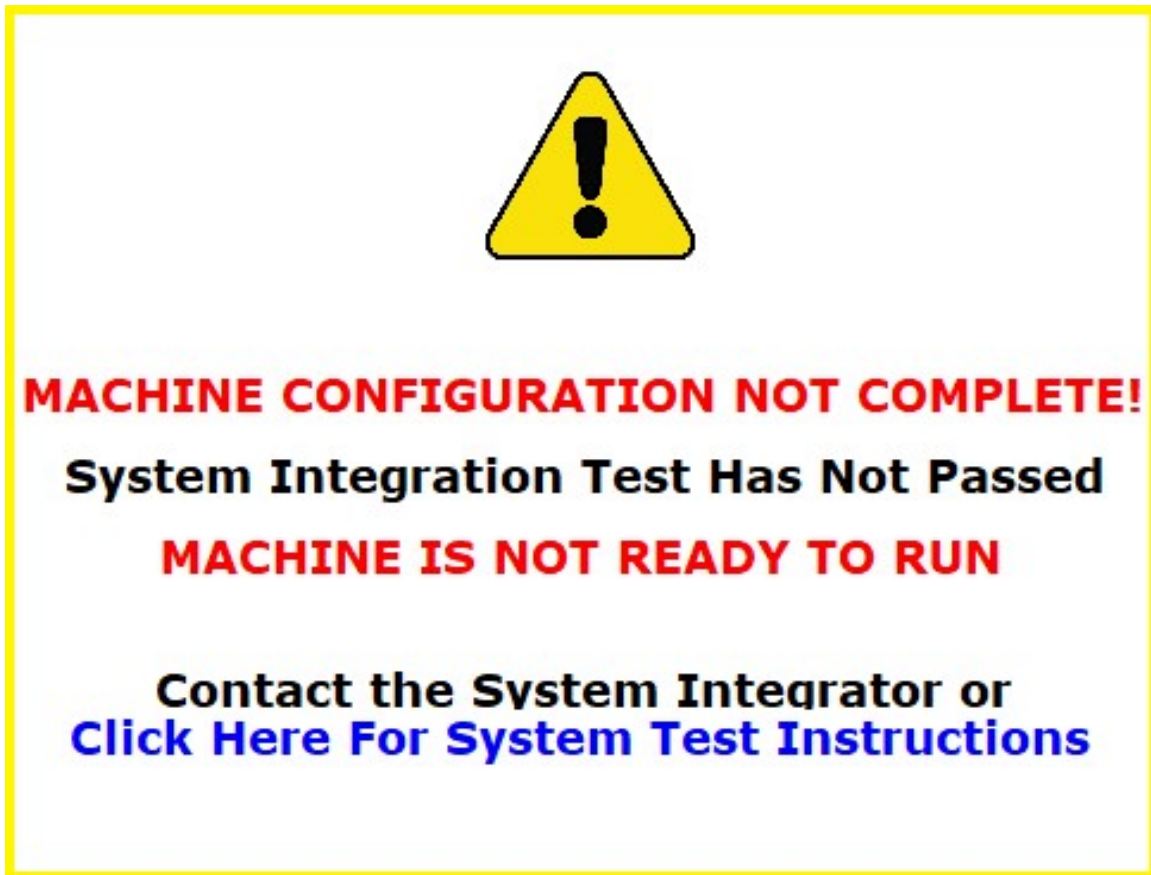 MACHINE CONFIGURATION NOT COMPLETE!
System Integration Test Has Not Passed
MACHINE IS NOT READY TO RUN
Contact the System Integrator or
Click Here For System Test Instructions